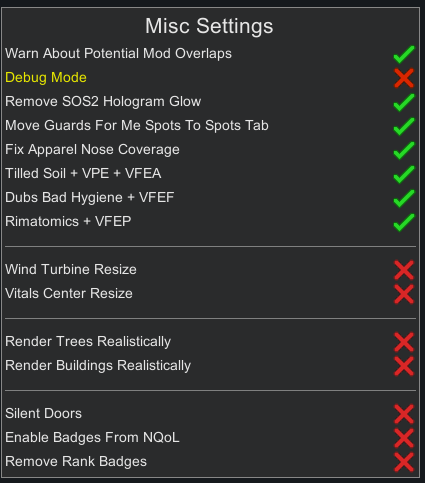 Misc Settings
Warn About Potential Mod Overlaps
Debug Mode
Remove SOS2 Hologram Glow
Move Guards For Me Spots To Spots Tab
Fix Apparel Nose Coverage
Tilled Soil + VPE + VFEA
Dubs Bad Hygiene + VFEF
Rimatomics + VFEP
Wind Turbine Resize
Vitals Center Resize
Render Trees Realistically
Render Buildings Realistically
Silent Doors
Enable Badges From NQoL
Remove Rank Badges